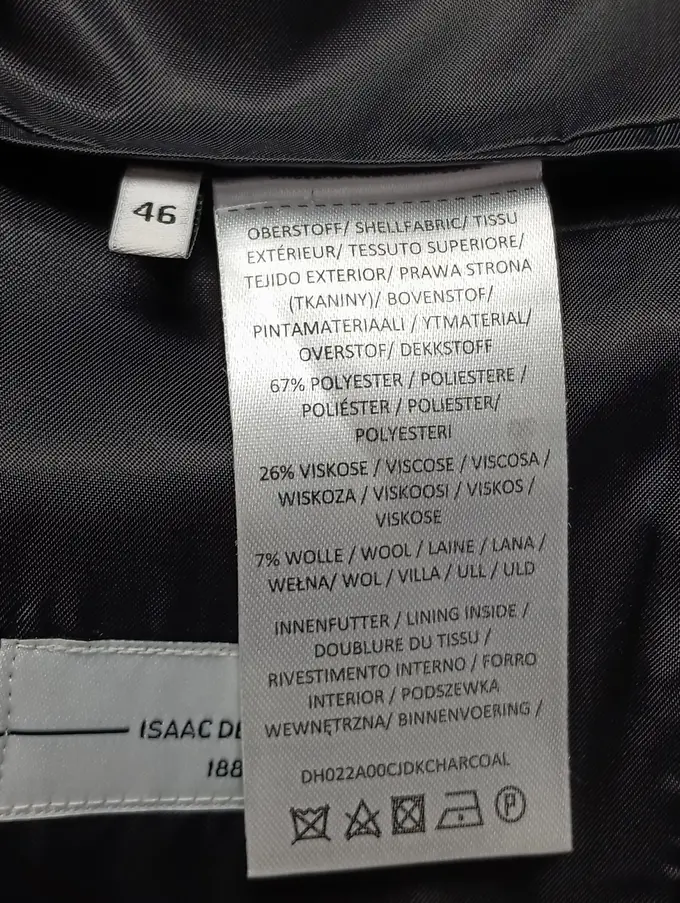 46
OBERSTOFF/ SHELLFABRIC/ TISSU
EXTÉRIEUR/ TESSUTO SUPERIORE/
TEJIDO EXTERIOR/ PRAWA STRONA
(TKANINY)/ BOVENSTOF/
PINTAMATERIAALI / YTMATERIAL/
OVERSTOF/ DEKKSTOFF
67% POLYESTER / POLIESTERE /
POLIÉSTER / POLIESTER/
POLYESTERI
26% VISKOSE / VISCOSE / VISCOSA /
WISKOZA / VISKOOSI / VISKOS /
VISKOSE
7% WOLLE / WOOL / LAINE / LANA /
WEŁNA/ WOL / VILLA / ULL / ULD
INNENFUTTER / LINING INSIDE /
DOUBLURE DU TISSU /
RIVESTIMENTO INTERNO / FORRO
INTERIOR / PODSZEWKA
WEWNĘTRZNA/ BINNENVOERING /
DH022A00CJDKCHARCOAL
P
ISAAC DE
188